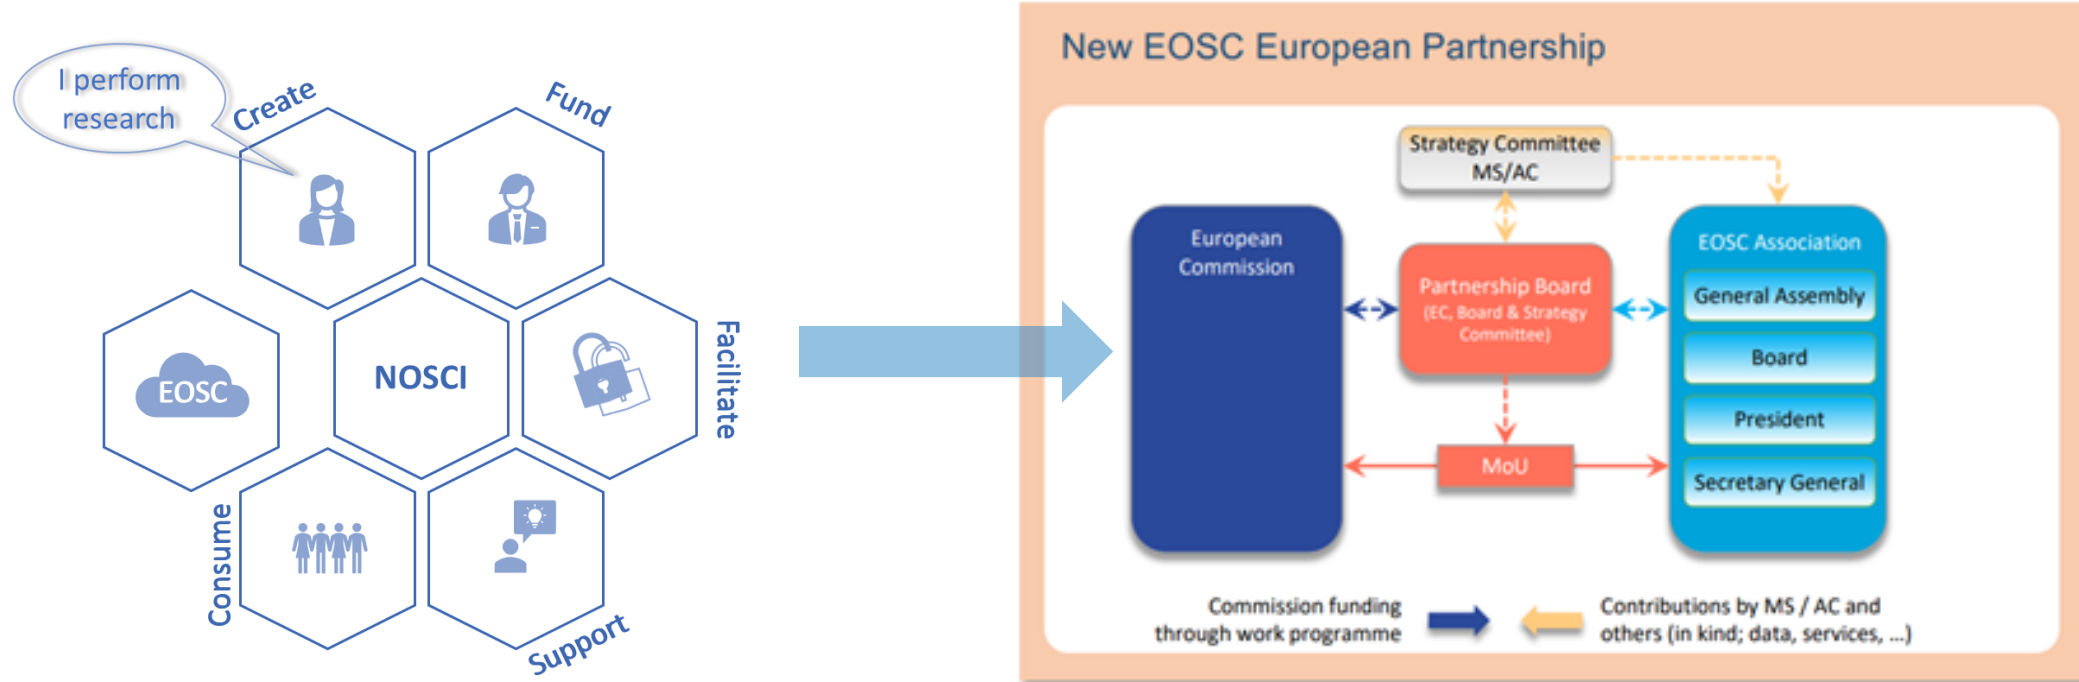 I perform
research
Create
Fund
Facilitate
NOSCI
EOSC
Consume
Support
New EOSC European Partnership
Strategy Committee
MS/AC
European
Commission
Partnership Board
(EC, Board & Strategy
Committee)
MoU
EOSC Association
General Assembly
Board
President
Secretary General
Commission funding
through work programme
Contributions by MS / AC and
others (in kind; data, services, ...)